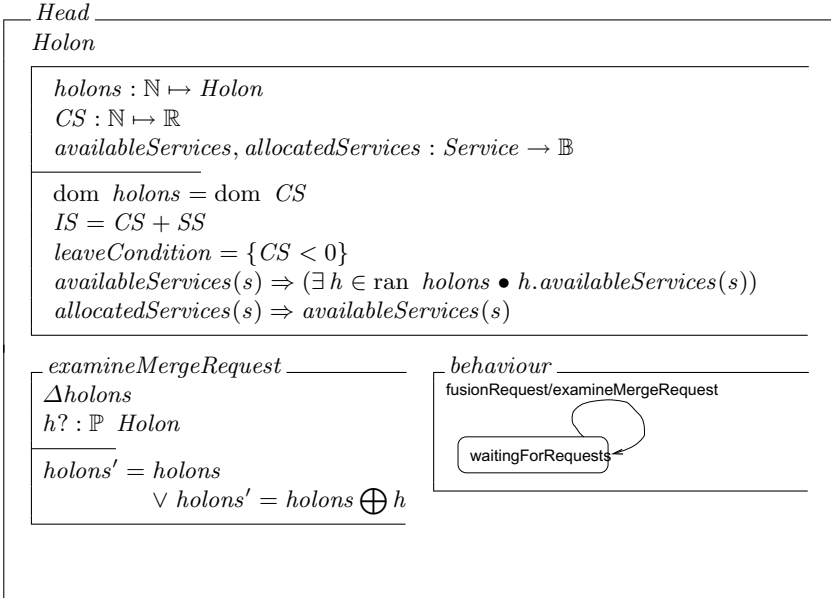 Head
Holon
holons : ℕ ↦ Holon
CS : ℕ ↦ ℝ
availableServices, allocatedServices : Service → 𝔹
dom holons = dom CS
IS = CS + SS
leaveCondition = {CS < 0}
availableServices(s) ⇒ (∃ h ∈ ran holons • h.availableServices(s))
allocatedServices(s) ⇒ availableServices(s)
examineMergeRequest
Δholons
h? : ℙ Holon
holons′ = holons
∨ holons′ = holons ⨁ h
behaviour
fusionRequest/examineMergeRequest
waitingForRequests